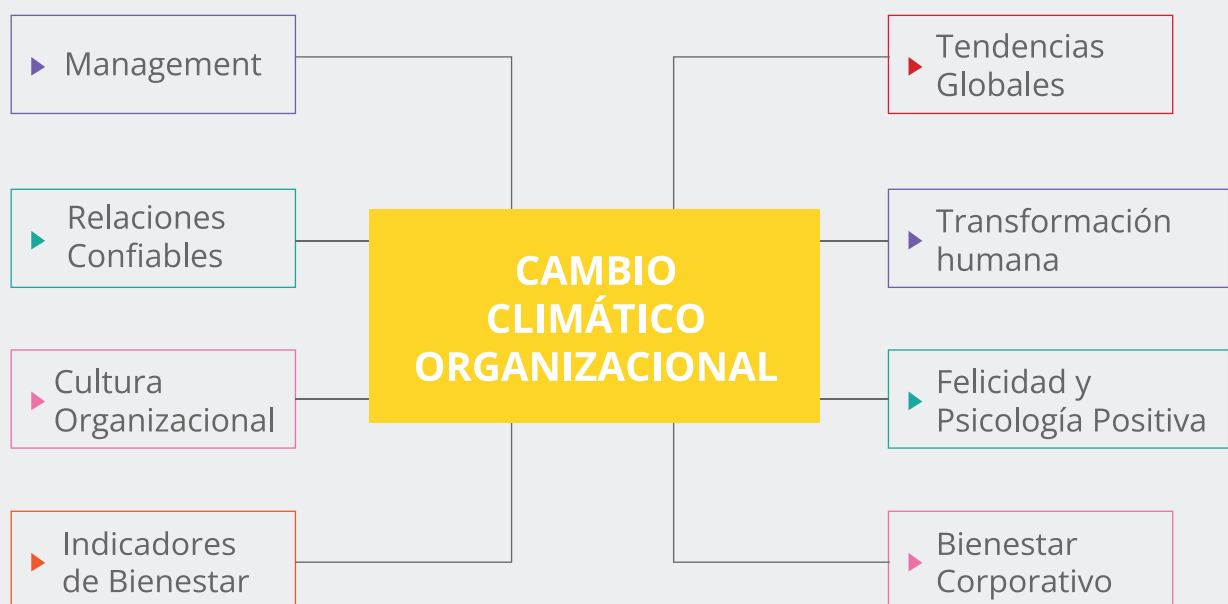 Management
Relaciones
Confiables
Cultura
Organizacional
Indicadores
de Bienestar
CAMBIO
CLIMÁTICO
ORGANIZACIONAL
Tendencias
Globales
Transformación
humana
Felicidad y
Psicología Positiva
Bienestar
Corporativo